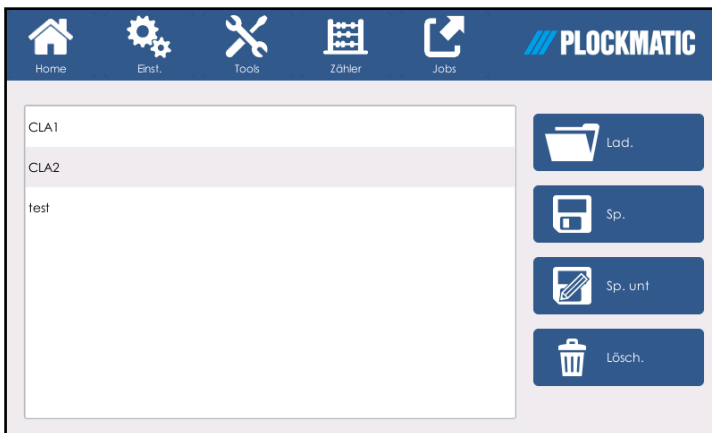 Home Einst. Tools Zähler Jobs PLOCKMATIC
CLA1
CLA2
test
Lad.
Sp.
Sp. unt
Lösch.